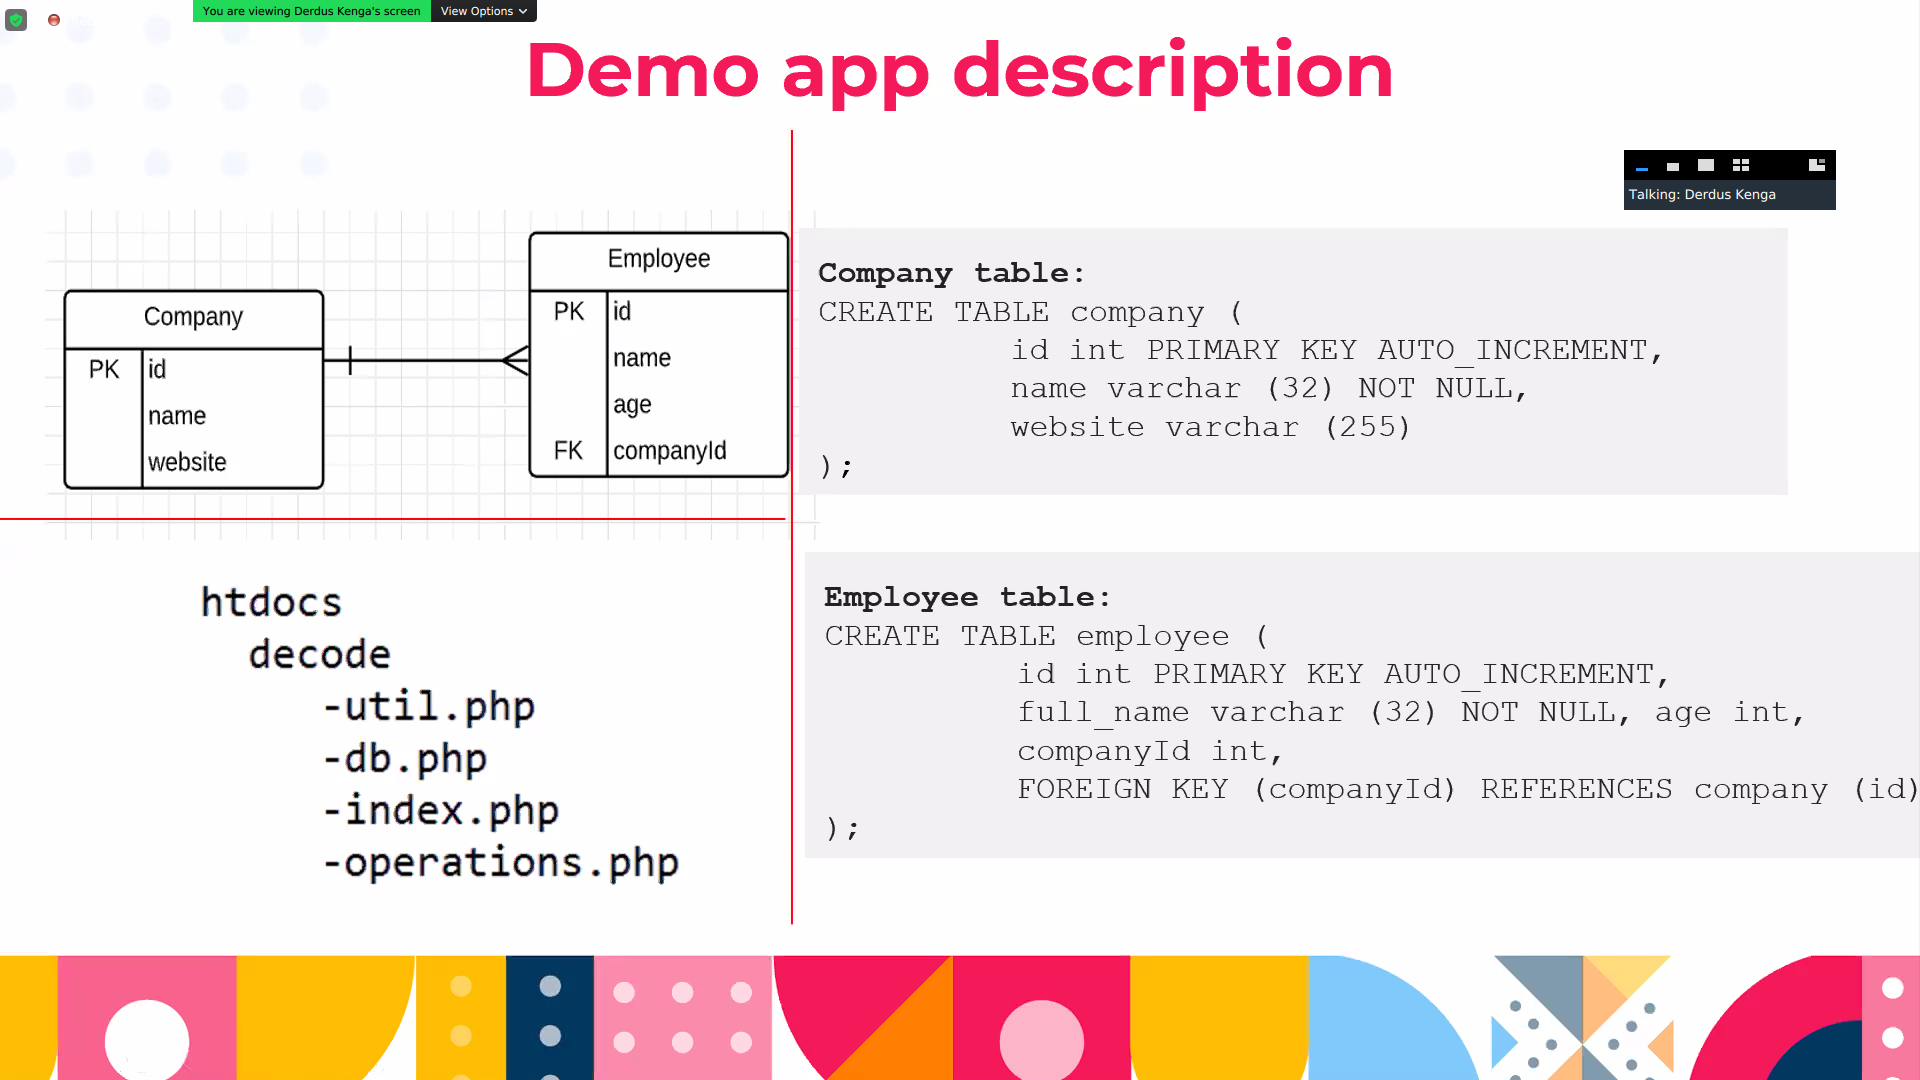 You are viewing Derdus Kenga's screen
View Options
Demo app description
Talking: Derdus Kenga
Company
PK id
name
website
Employee
PK id
name
age
FK companyId
Company table:
CREATE TABLE company (
id int PRIMARY KEY AUTO_INCREMENT,
name varchar (32) NOT NULL,
website varchar (255)
);
htdocs
decode
-util.php
-db.php
-index.php
-operations.php
Employee table:
CREATE TABLE employee (
id int PRIMARY KEY AUTO_INCREMENT,
full_name varchar (32) NOT NULL, age int,
companyId int,
FOREIGN KEY (companyId) REFERENCES company (id)
);